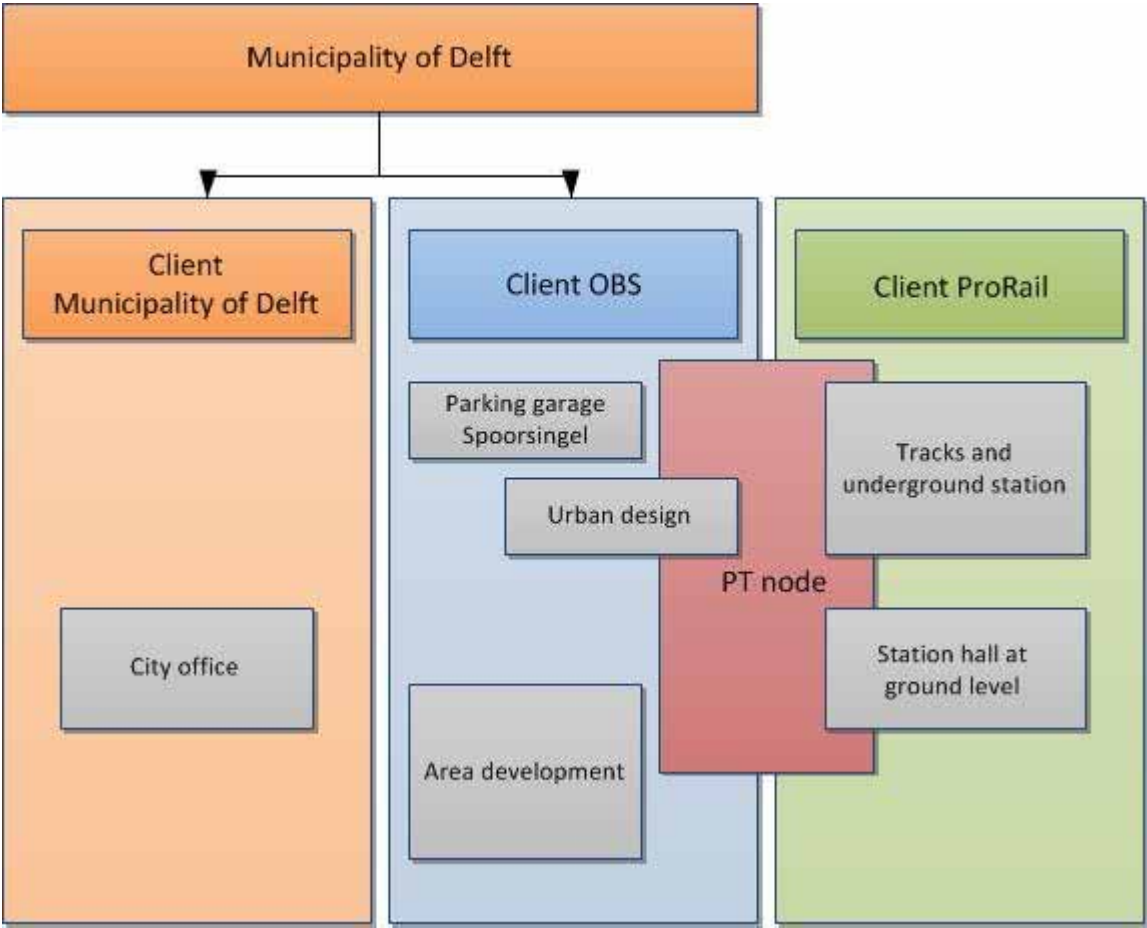 Municipality of Delft
Client
Municipality of Delft
Client OBS
Client ProRail
Parking garage
Spoorsingel
Urban design
Area development
PT node
Tracks and
underground station
Station hall at
ground level
City office